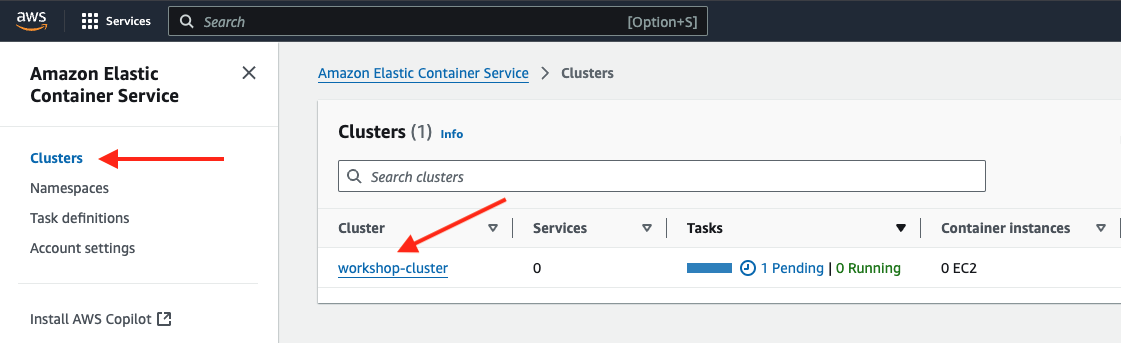 aws Services Search [Option+S]
Amazon Elastic
Container Service
Clusters
Namespaces
Task definitions
Account settings
Install AWS Copilot
Amazon Elastic Container Service > Clusters
Clusters (1) Info
Search clusters
Cluster Services Tasks Container instances
workshop-cluster 0 1 Pending | 0 Running 0 EC2